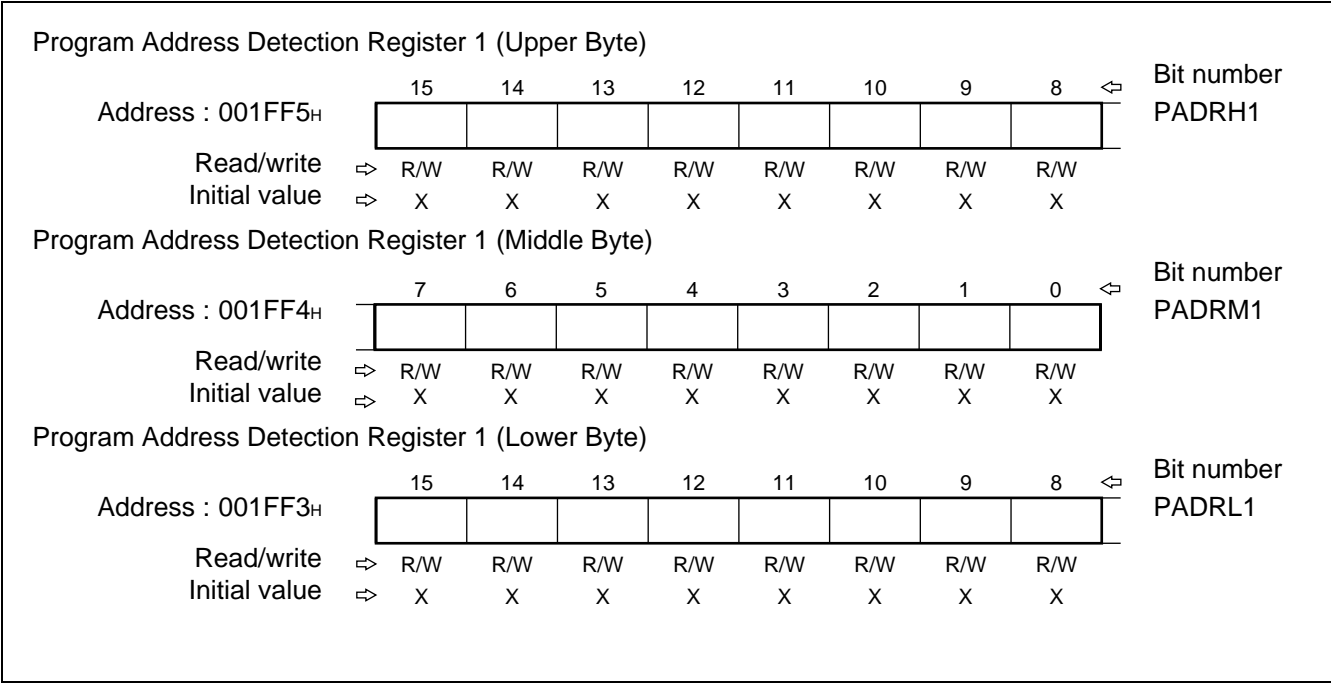 Program Address Detection Register 1 (Upper Byte)
15 14 13 12 11 10 9 8 ⇦ Bit number
Address : 001FF5H PADRH1
Read/write ⇨ R/W R/W R/W R/W R/W R/W R/W R/W
Initial value ⇨ X X X X X X X X
Program Address Detection Register 1 (Middle Byte)
7 6 5 4 3 2 1 0 ⇦ Bit number
Address : 001FF4H PADRM1
Read/write ⇨ R/W R/W R/W R/W R/W R/W R/W R/W
Initial value ⇨ X X X X X X X X
Program Address Detection Register 1 (Lower Byte)
15 14 13 12 11 10 9 8 ⇦ Bit number
Address : 001FF3H PADRL1
Read/write ⇨ R/W R/W R/W R/W R/W R/W R/W R/W
Initial value ⇨ X X X X X X X X